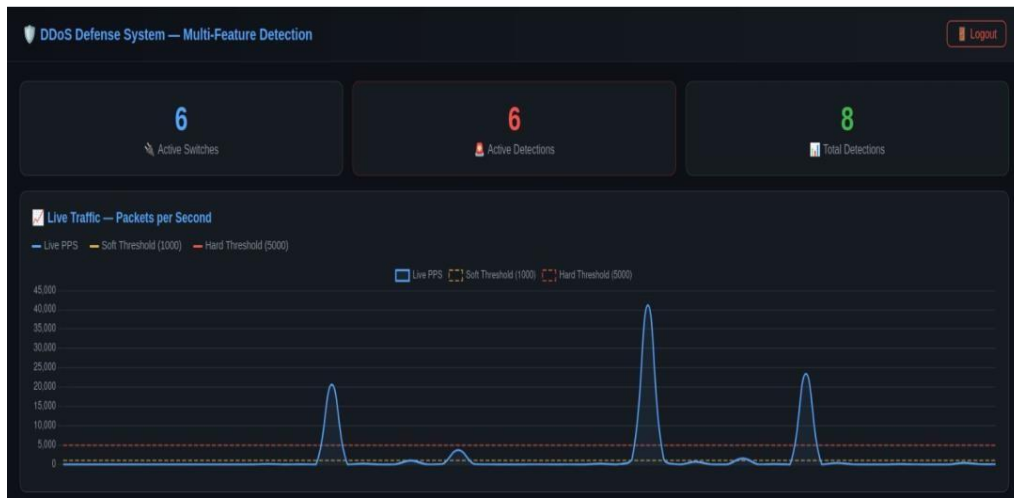 🛡️ DDoS Defense System — Multi-Feature Detection
🚪 Logout
6
🔌 Active Switches
6
🚨 Active Detections
8
📊 Total Detections
📈 Live Traffic — Packets per Second
Live PPS Soft Threshold (1000) Hard Threshold (5000)
Live PPS Soft Threshold (1000) Hard Threshold (5000)
45,000
40,000
35,000
30,000
25,000
20,000
15,000
10,000
5,000
0